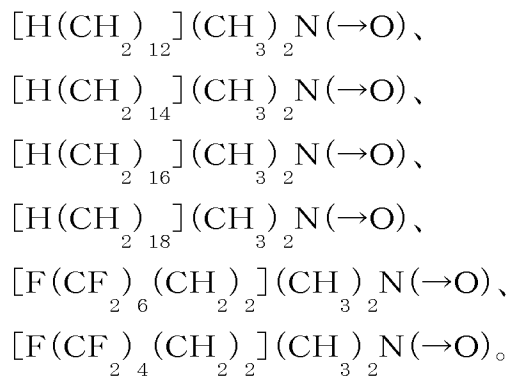 [H(CH₂)₁₂](CH₃)₂N(→O)、
[H(CH₂)₁₄](CH₃)₂N(→O)、
[H(CH₂)₁₆](CH₃)₂N(→O)、
[H(CH₂)₁₈](CH₃)₂N(→O)、
[F(CF₂)₆(CH₂)₂](CH₃)₂N(→O)、
[F(CF₂)₄(CH₂)₂](CH₃)₂N(→O)。